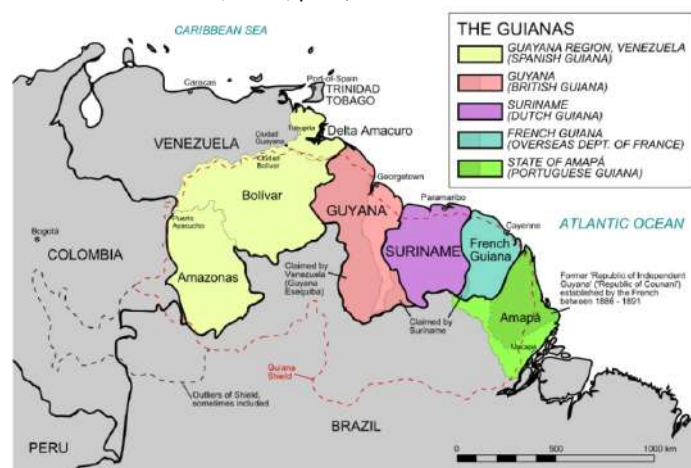 CARIBBEAN SEA
THE GUIANAS
GUAYANA REGION, VENEZUELA
(SPANISH GUIANA)
GUYANA
(BRITISH GUIANA)
SURINAME
(DUTCH GUIANA)
FRENCH GUIANA
(OVERSEAS DEPT. OF FRANCE)
STATE OF AMAPÁ
(PORTUGUESE GUIANA)
Port-of-Spain
Caracas
TRINIDAD
TOBAGO
Tucupita
Ciudad
Guayana
Delta Amacuro
VENEZUELA
Ciudad
Bolívar
Georgetown
Bolívar
Paramaribo
GUYANA
ATLANTIC OCEAN
Puerto
Ayacucho
Cayenne
Bogotá
SURINAME
French
Guiana
COLOMBIA
Amazonas
Claimed by
Venezuela
(Guyana
Esequiba)
Former 'Republic of Independent
Guyana' ('Republic of Counani')
established by the French
between 1886 - 1891
Claimed by
Suriname
Amapá
Macapá
Guiana
Shield
Outliers of Shield,
sometimes included
BRAZIL
PERU
0 500 1000 km